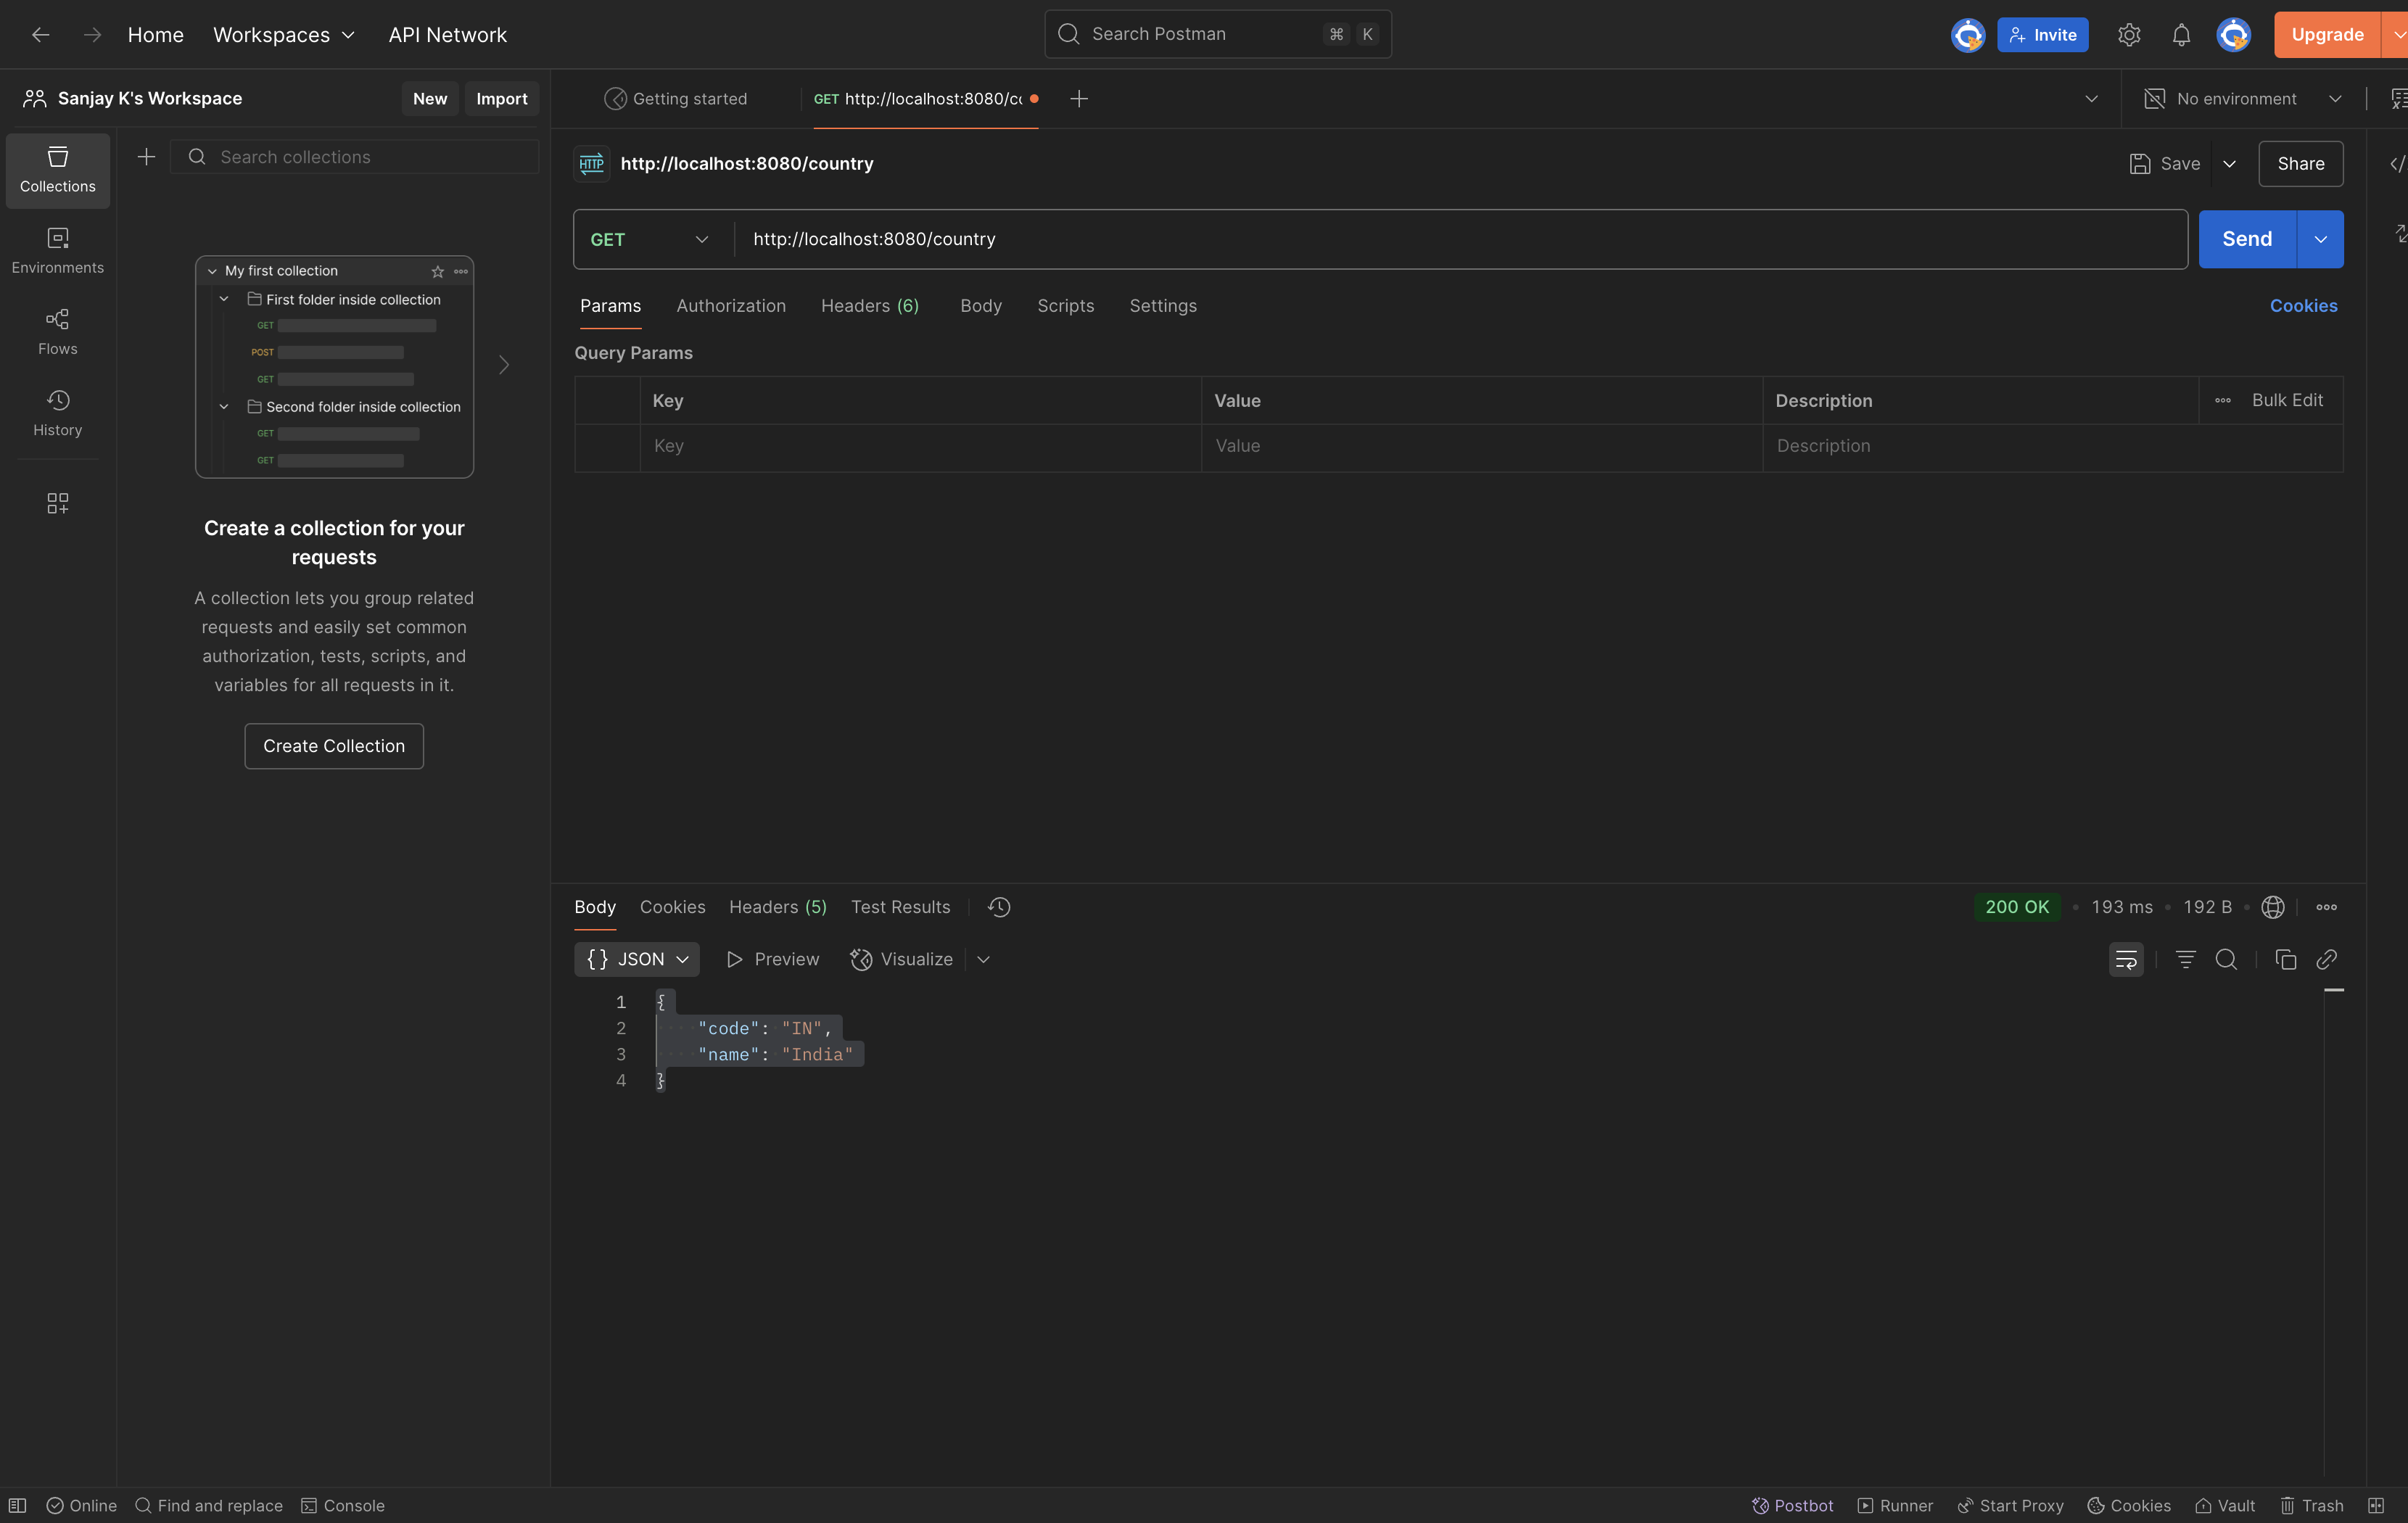 Home Workspaces API Network Search Postman ⌘ K Invite Upgrade
Sanjay K's Workspace New Import Getting started GET http://localhost:8080/c No environment
Search collections
Collections
Environments
Flows
History
My first collection
First folder inside collection
GET
POST
GET
Second folder inside collection
GET
GET
Create a collection for your
requests
A collection lets you group related
requests and easily set common
authorization, tests, scripts, and
variables for all requests in it.
Create Collection
HTTP http://localhost:8080/country Save Share
GET http://localhost:8080/country Send
Params Authorization Headers (6) Body Scripts Settings Cookies
Query Params
Key Value Description Bulk Edit
Key Value Description
Body Cookies Headers (5) Test Results 200 OK • 193 ms • 192 B •
{} JSON Preview Visualize
1 {
2 "code": "IN",
3 "name": "India"
4 }
Online Find and replace Console Postbot Runner Start Proxy Cookies Vault Trash